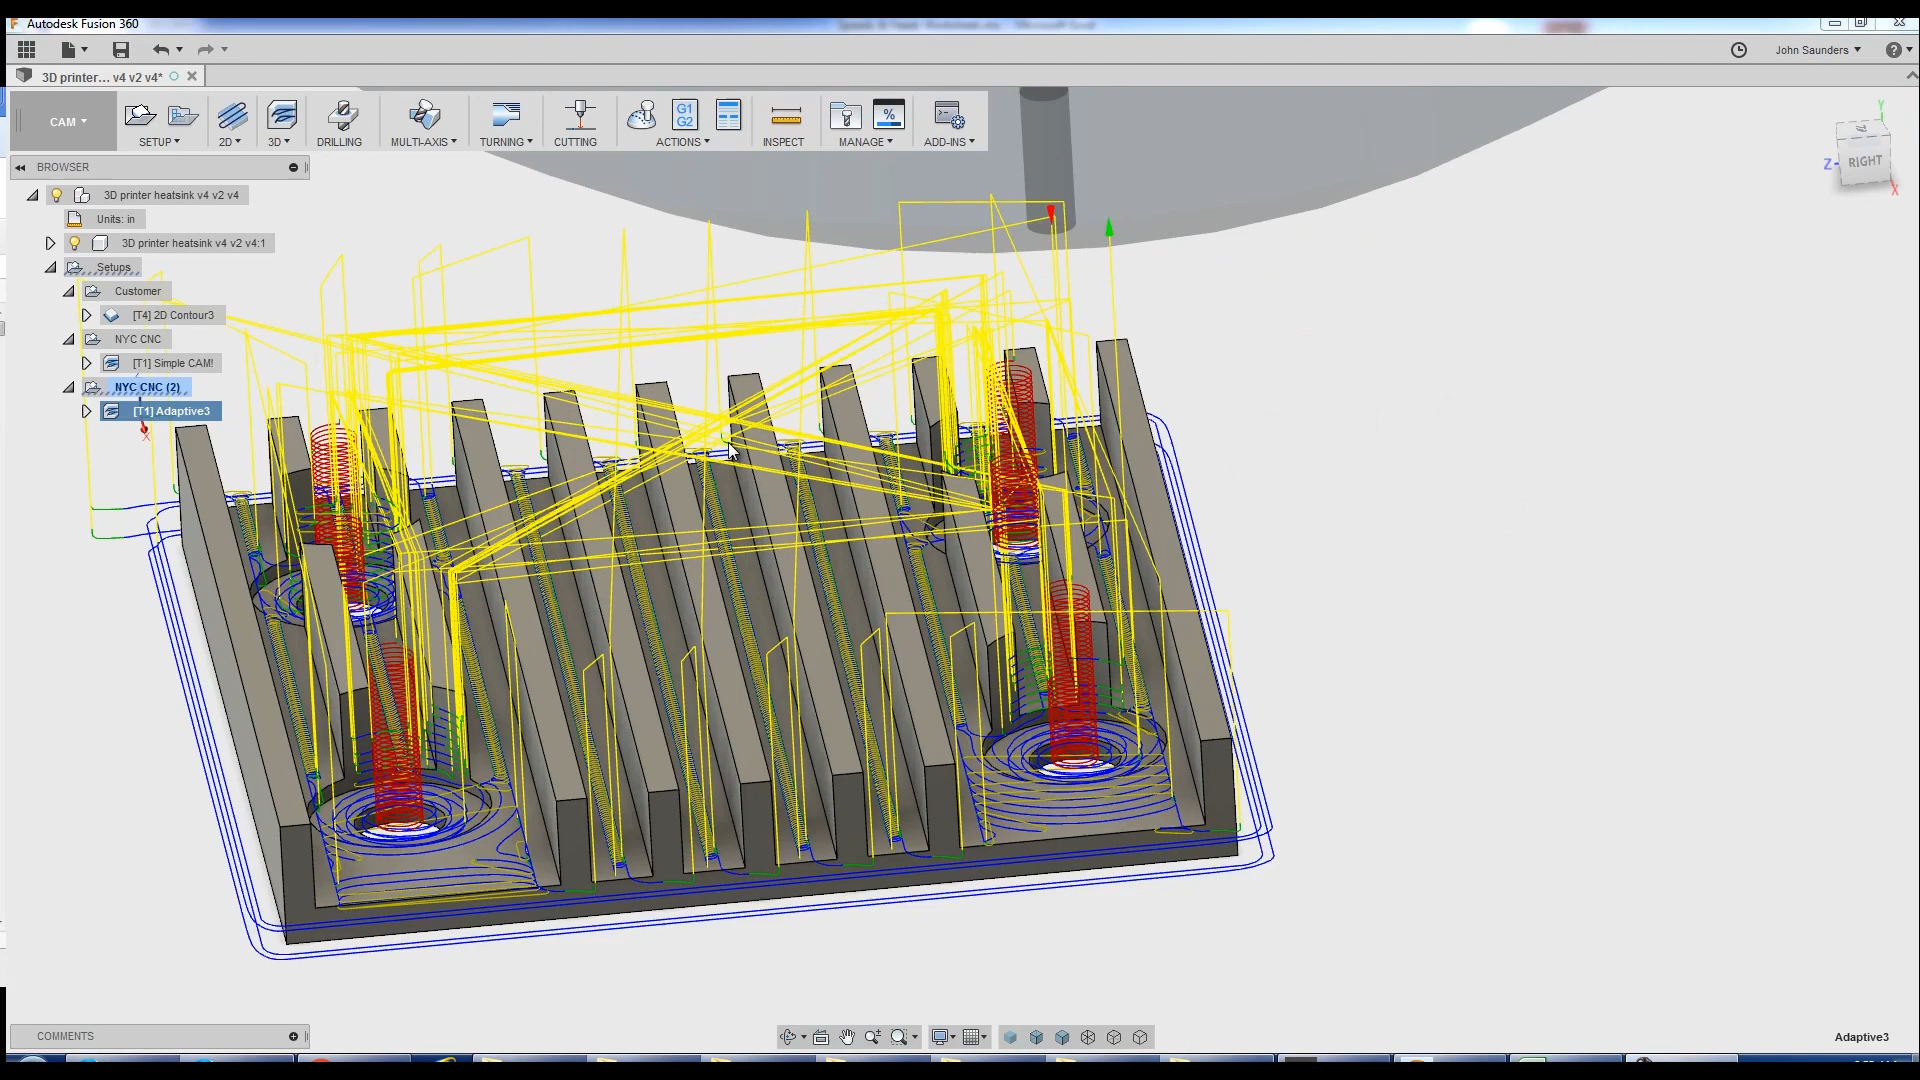 Autodesk Fusion 360
John Saunders
?
3D printer... v4 v2 v4*
CAM
SETUP
2D
3D
DRILLING
MULTI-AXIS
TURNING
CUTTING
G1
G2
ACTIONS
INSPECT
%
MANAGE
ADD-INS
BROWSER
3D printer heatsink v4 v2 v4
Units: in
3D printer heatsink v4 v2 v4:1
Setups
Customer
[T4] 2D Contour3
NYC CNC
[T1] Simple CAM!
NYC CNC (2)
[T1] Adaptive3
X
Y
Z
RIGHT
X
COMMENTS
Adaptive3